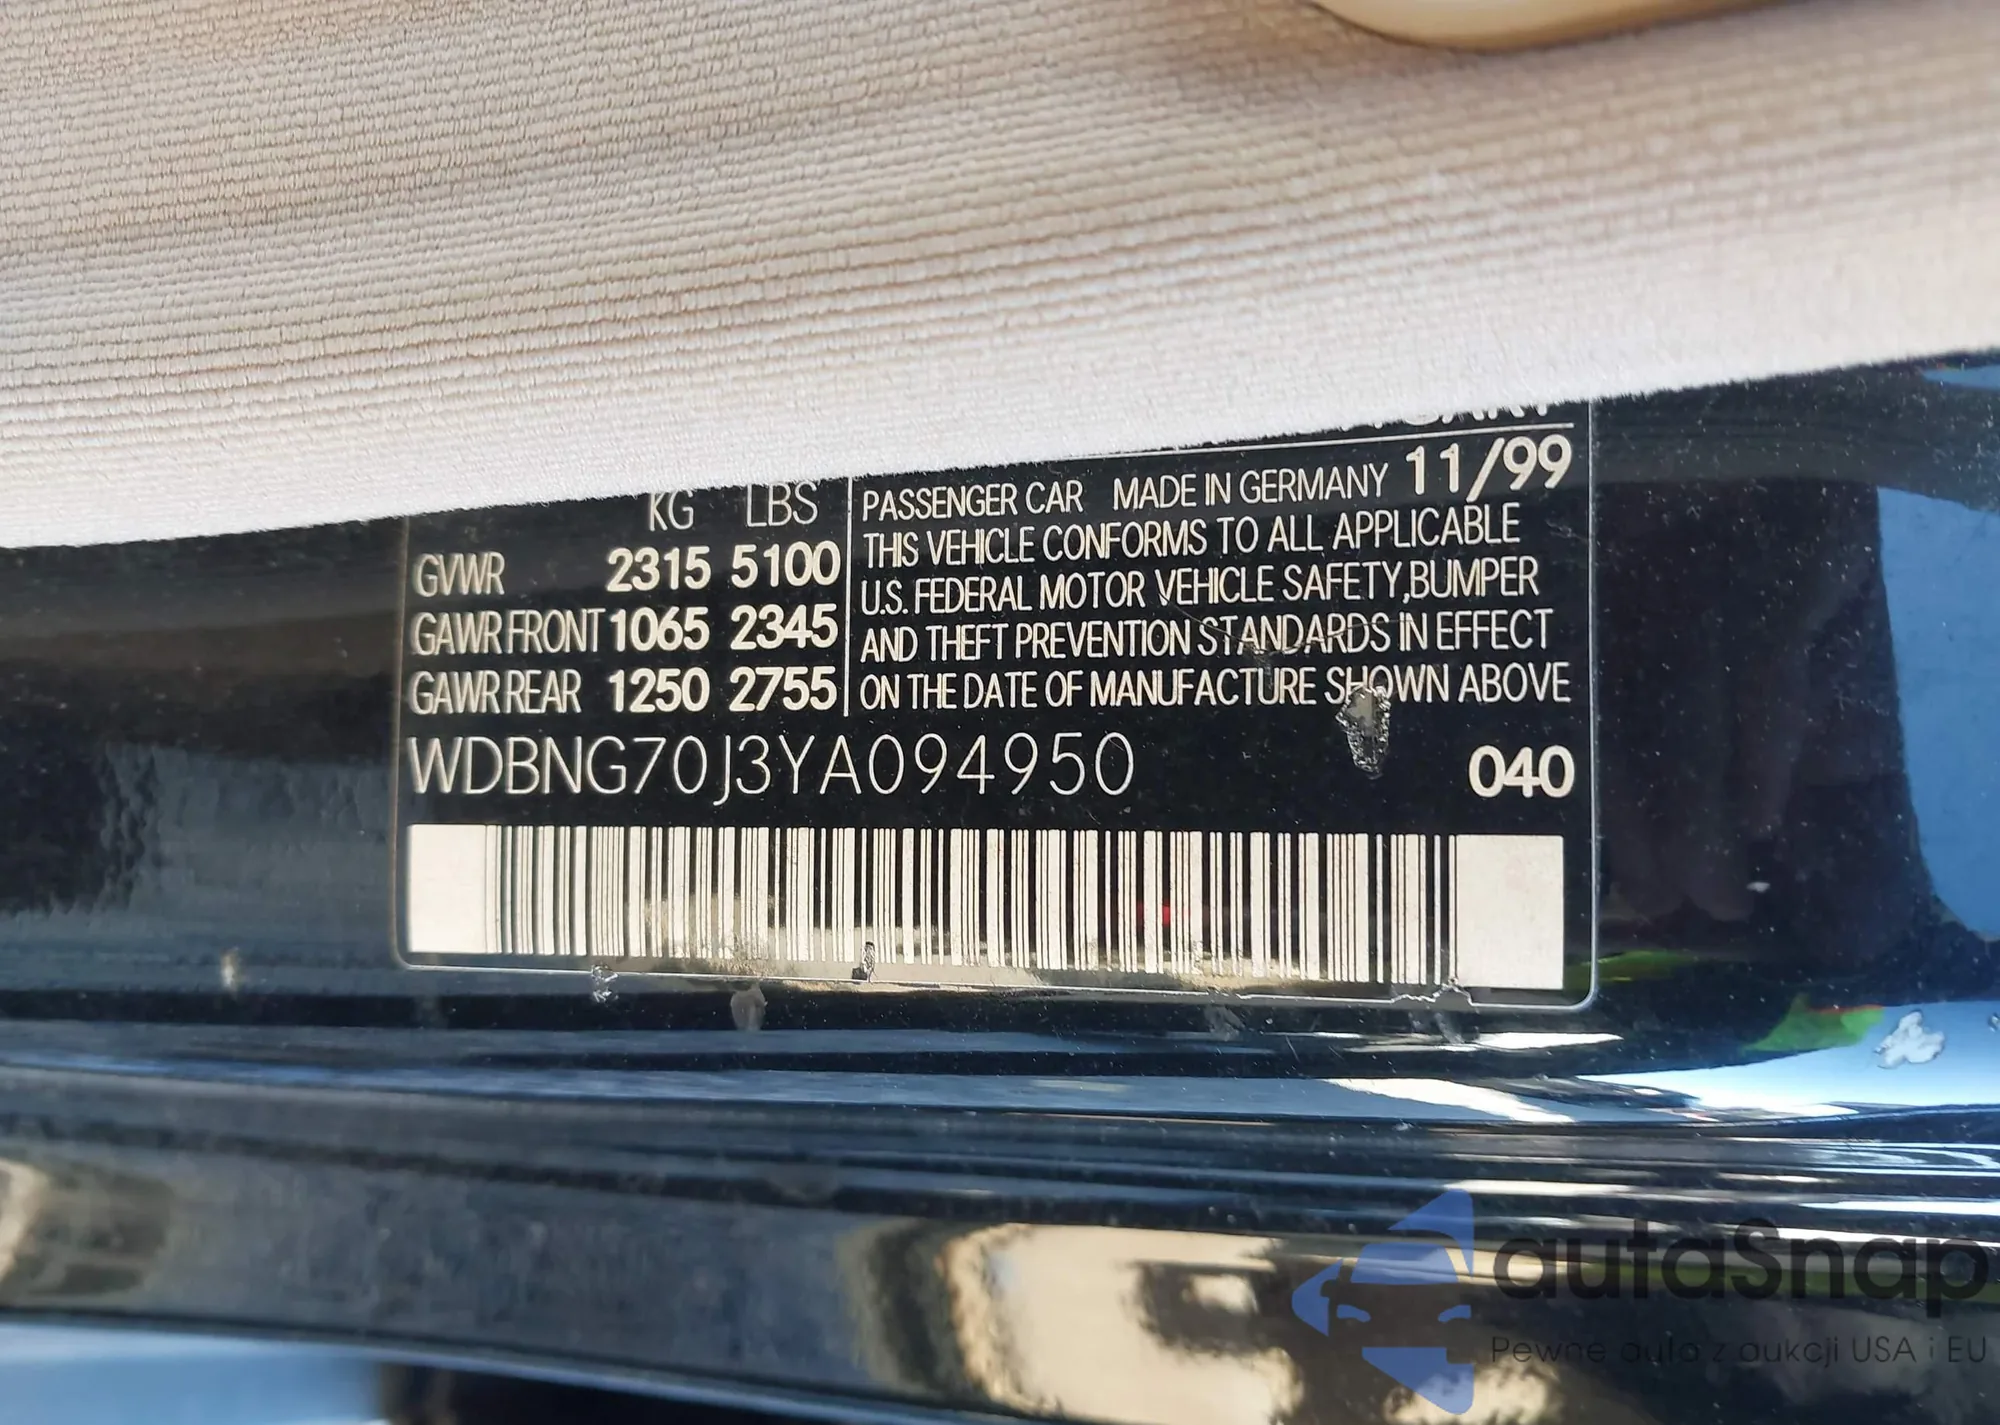 KG LBS
GVWR 2315 5100
GAWR FRONT 1065 2345
GAWR REAR 1250 2755
PASSENGER CAR MADE IN GERMANY 11/99
THIS VEHICLE CONFORMS TO ALL APPLICABLE
U.S. FEDERAL MOTOR VEHICLE SAFETY,BUMPER
AND THEFT PREVENTION STANDARDS IN EFFECT
ON THE DATE OF MANUFACTURE SHOWN ABOVE
WDBNG70J3YA094950 040
autaSnap
Pewne auta z aukcji USA i EU